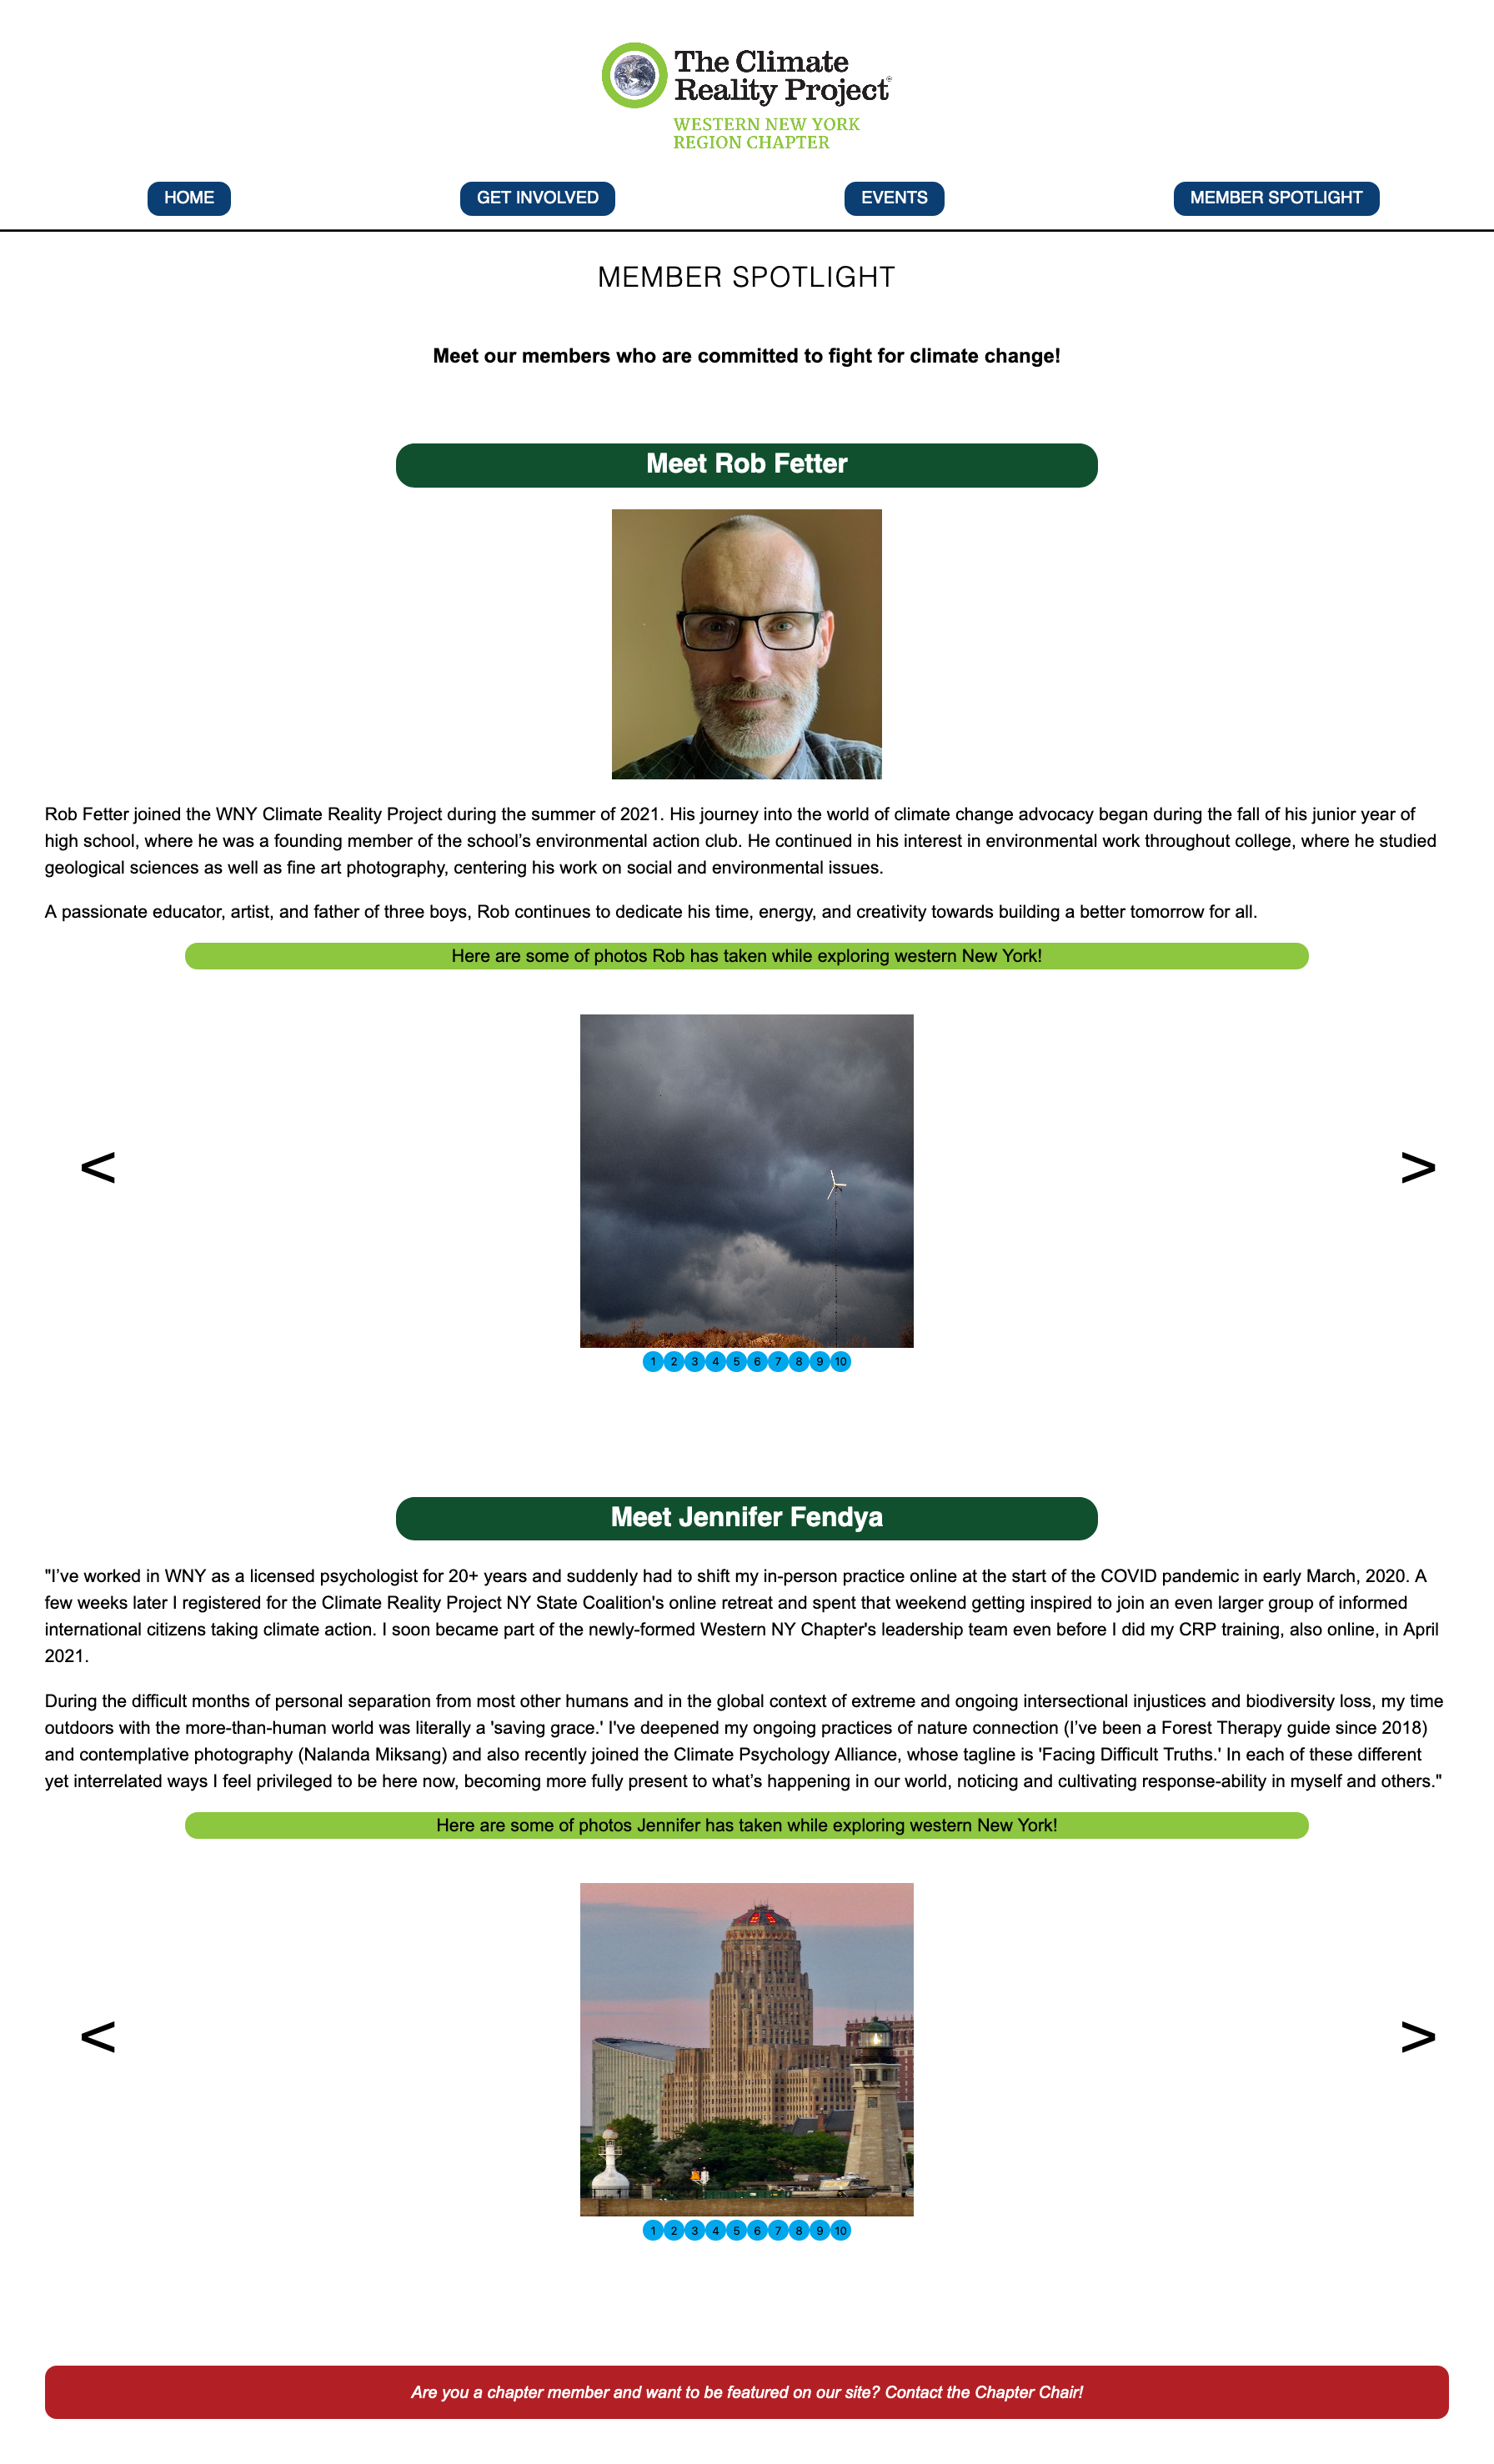 The Climate
Reality Project
WESTERN NEW YORK
REGION CHAPTER
HOME
GET INVOLVED
EVENTS
MEMBER SPOTLIGHT
MEMBER SPOTLIGHT
Meet our members who are committed to fight for climate change!
Meet Rob Fetter
Rob Fetter joined the WNY Climate Reality Project during the summer of 2021. His journey into the world of climate change advocacy began during the fall of his junior year of
high school, where he was a founding member of the school’s environmental action club. He continued in his interest in environmental work throughout college, where he studied
geological sciences as well as fine art photography, centering his work on social and environmental issues.
A passionate educator, artist, and father of three boys, Rob continues to dedicate his time, energy, and creativity towards building a better tomorrow for all.
Here are some of photos Rob has taken while exploring western New York!
< >
1 2 3 4 5 6 7 8 9 10
Meet Jennifer Fendya
"I’ve worked in WNY as a licensed psychologist for 20+ years and suddenly had to shift my in-person practice online at the start of the COVID pandemic in early March, 2020. A
few weeks later I registered for the Climate Reality Project NY State Coalition's online retreat and spent that weekend getting inspired to join an even larger group of informed
international citizens taking climate action. I soon became part of the newly-formed Western NY Chapter's leadership team even before I did my CRP training, also online, in April
2021.
During the difficult months of personal separation from most other humans and in the global context of extreme and ongoing intersectional injustices and biodiversity loss, my time
outdoors with the more-than-human world was literally a 'saving grace.' I've deepened my ongoing practices of nature connection (I’ve been a Forest Therapy guide since 2018)
and contemplative photography (Nalanda Miksang) and also recently joined the Climate Psychology Alliance, whose tagline is 'Facing Difficult Truths.' In each of these different
yet interrelated ways I feel privileged to be here now, becoming more fully present to what’s happening in our world, noticing and cultivating response-ability in myself and others."
Here are some of photos Jennifer has taken while exploring western New York!
< >
1 2 3 4 5 6 7 8 9 10
Are you a chapter member and want to be featured on our site? Contact the Chapter Chair!